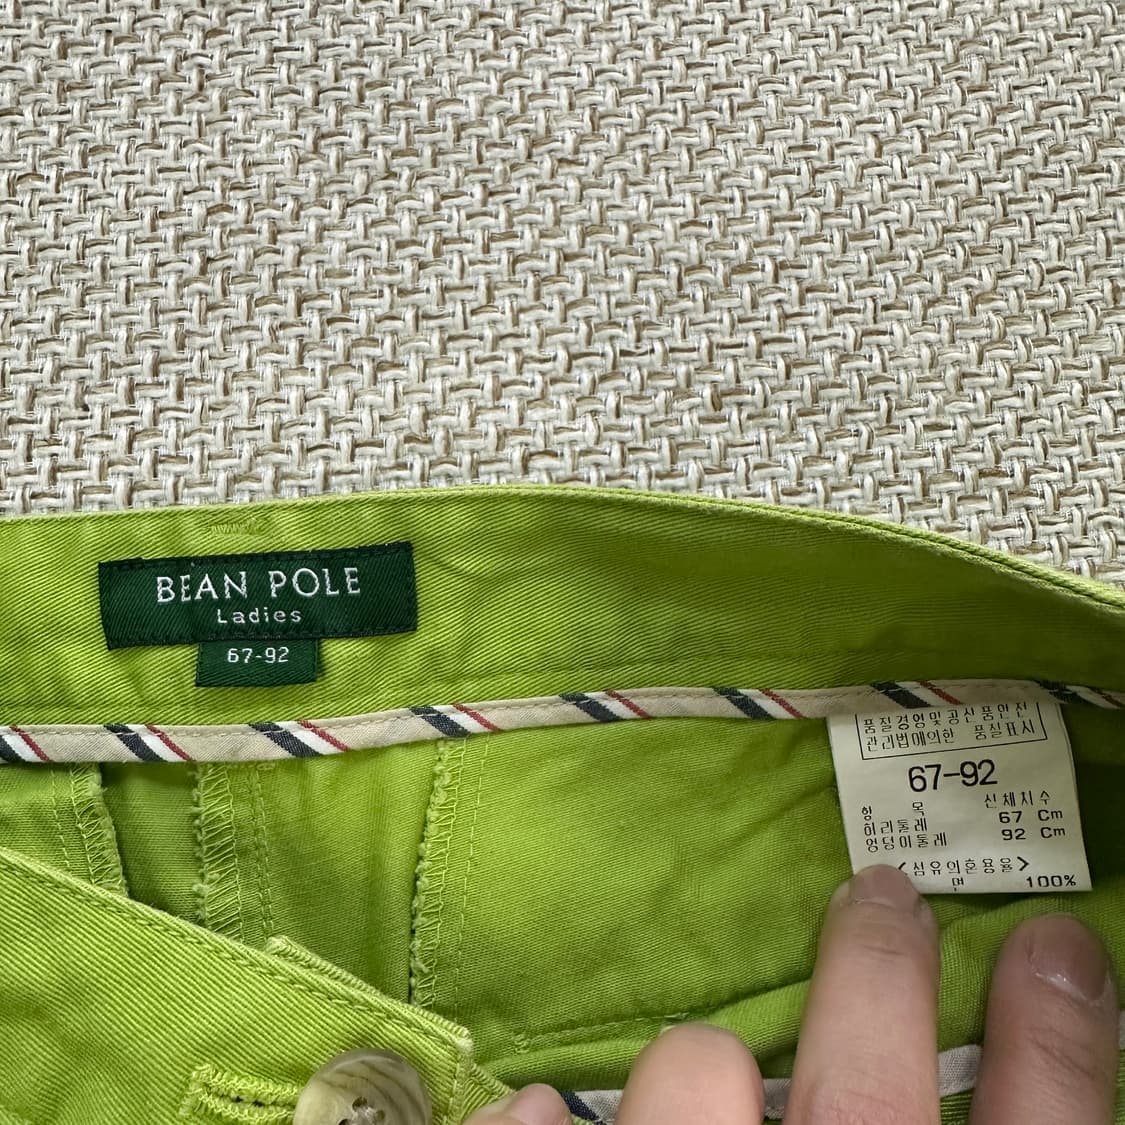 BEAN POLE
Ladies
67-92
품질경영및공산품안전
관리법에의한 품질표시
67-92
항 목 신체치수
허리둘레 67 Cm
엉덩이둘레 92 Cm
<섬유의혼용율>
면 100%